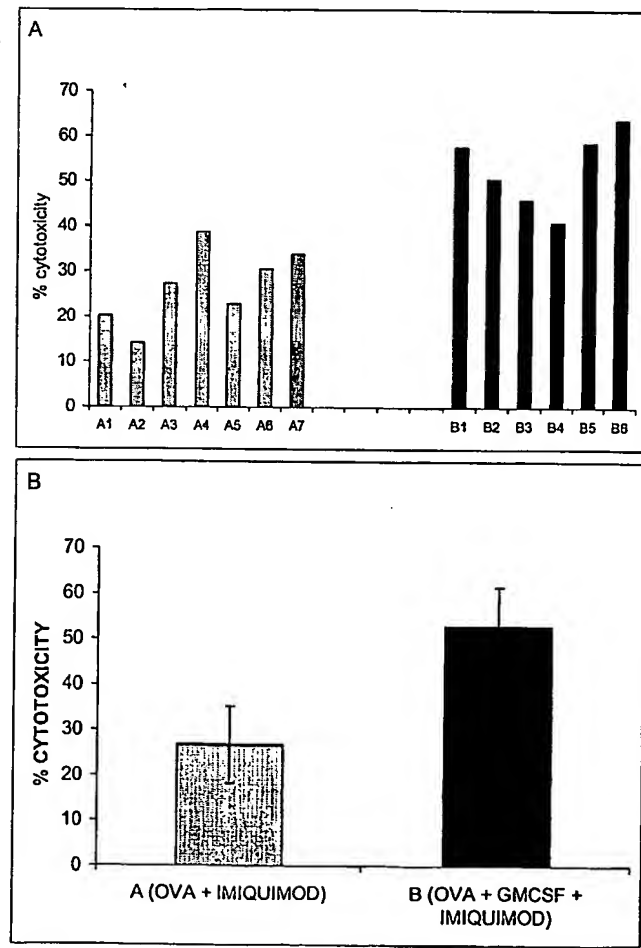 A
70
60
50
40
30
20
10
0
% cytotoxicity
A1 A2 A3 A4 A5 A6 A7 B1 B2 B3 B4 B5 B6
B
70
60
50
40
30
20
10
0
% CYTOTOXICITY
A (OVA + IMIQUIMOD) B (OVA + GMCSF +
IMIQUIMOD)